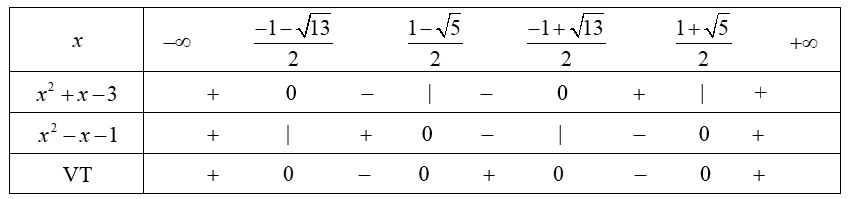 x −∞ (−1−√13)/2 (1−√5)/2 (−1+√13)/2 (1+√5)/2 +∞
x² + x − 3 + 0 − | − 0 + | +
x² − x − 1 + | + 0 − | − 0 +
VT + 0 − 0 + 0 − 0 +